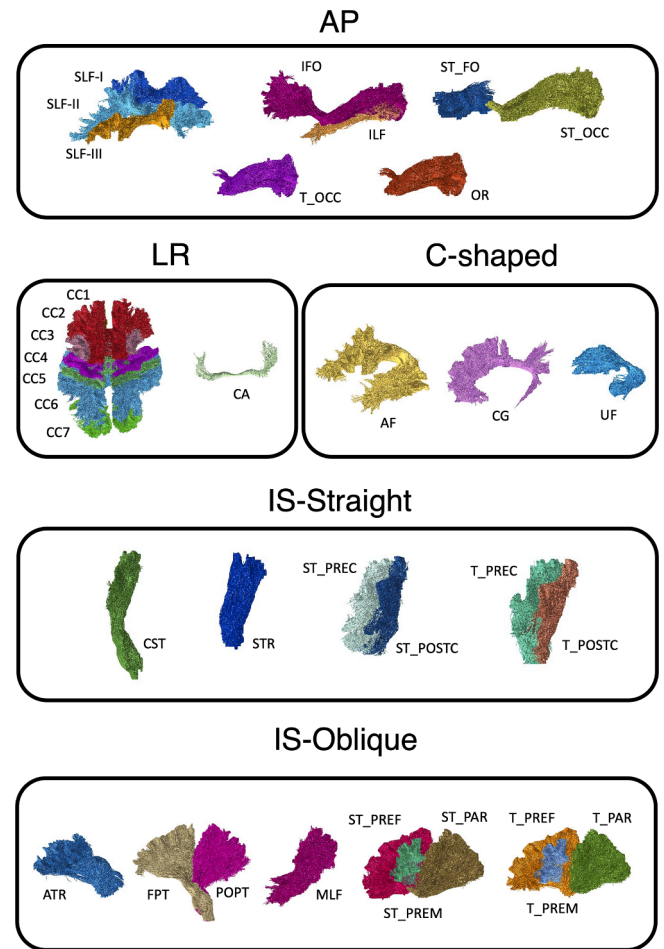 AP
SLF-I
SLF-II
SLF-III
IFO
ILF
ST_FO
ST_OCC
T_OCC
OR
LR
CC1
CC2
CC3
CC4
CC5
CC6
CC7
CA
C-shaped
AF
CG
UF
IS-Straight
CST
STR
ST_PREC
ST_POSTC
T_PREC
T_POSTC
IS-Oblique
ATR
FPT
POPT
MLF
ST_PREF
ST_PAR
ST_PREM
T_PREF
T_PAR
T_PREM